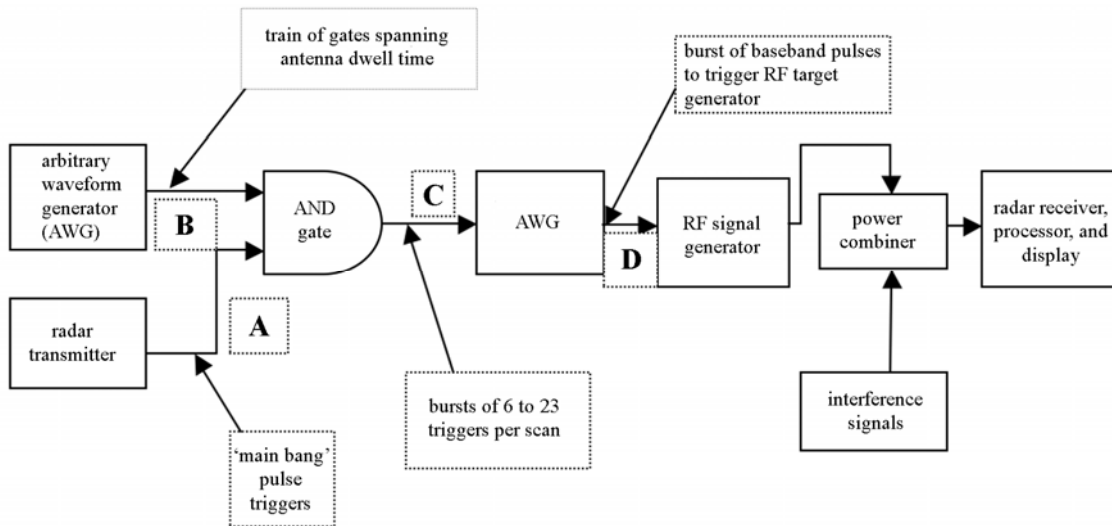 train of gates spanning
antenna dwell time
burst of baseband pulses
to trigger RF target
generator
arbitrary
waveform
generator
(AWG)
B
AND
gate
C
AWG
D
RF signal
generator
power
combiner
radar receiver,
processor, and
display
radar
transmitter
A
'main bang'
pulse
triggers
bursts of 6 to 23
triggers per scan
interference
signals